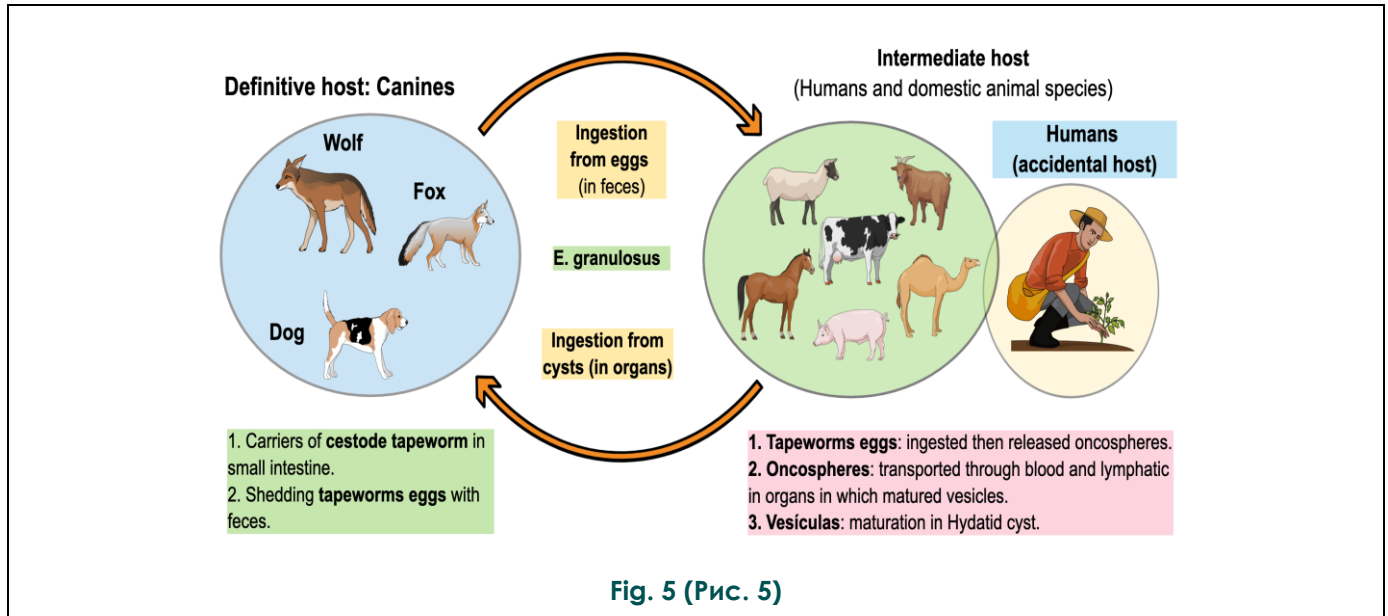 Definitive host: Canines
Wolf
Fox
Dog
Ingestion
from eggs
(in feces)
E. granulosus
Ingestion from
cysts (in organs)
Intermediate host
(Humans and domestic animal species)
Humans
(accidental host)
1. Carriers of cestode tapeworm in
small intestine.
2. Shedding tapeworms eggs with
feces.
1. Tapeworms eggs: ingested then released oncospheres.
2. Oncospheres: transported through blood and lymphatic
in organs in which matured vesicles.
3. Vesículas: maturation in Hydatid cyst.
Fig. 5 (Рис. 5)